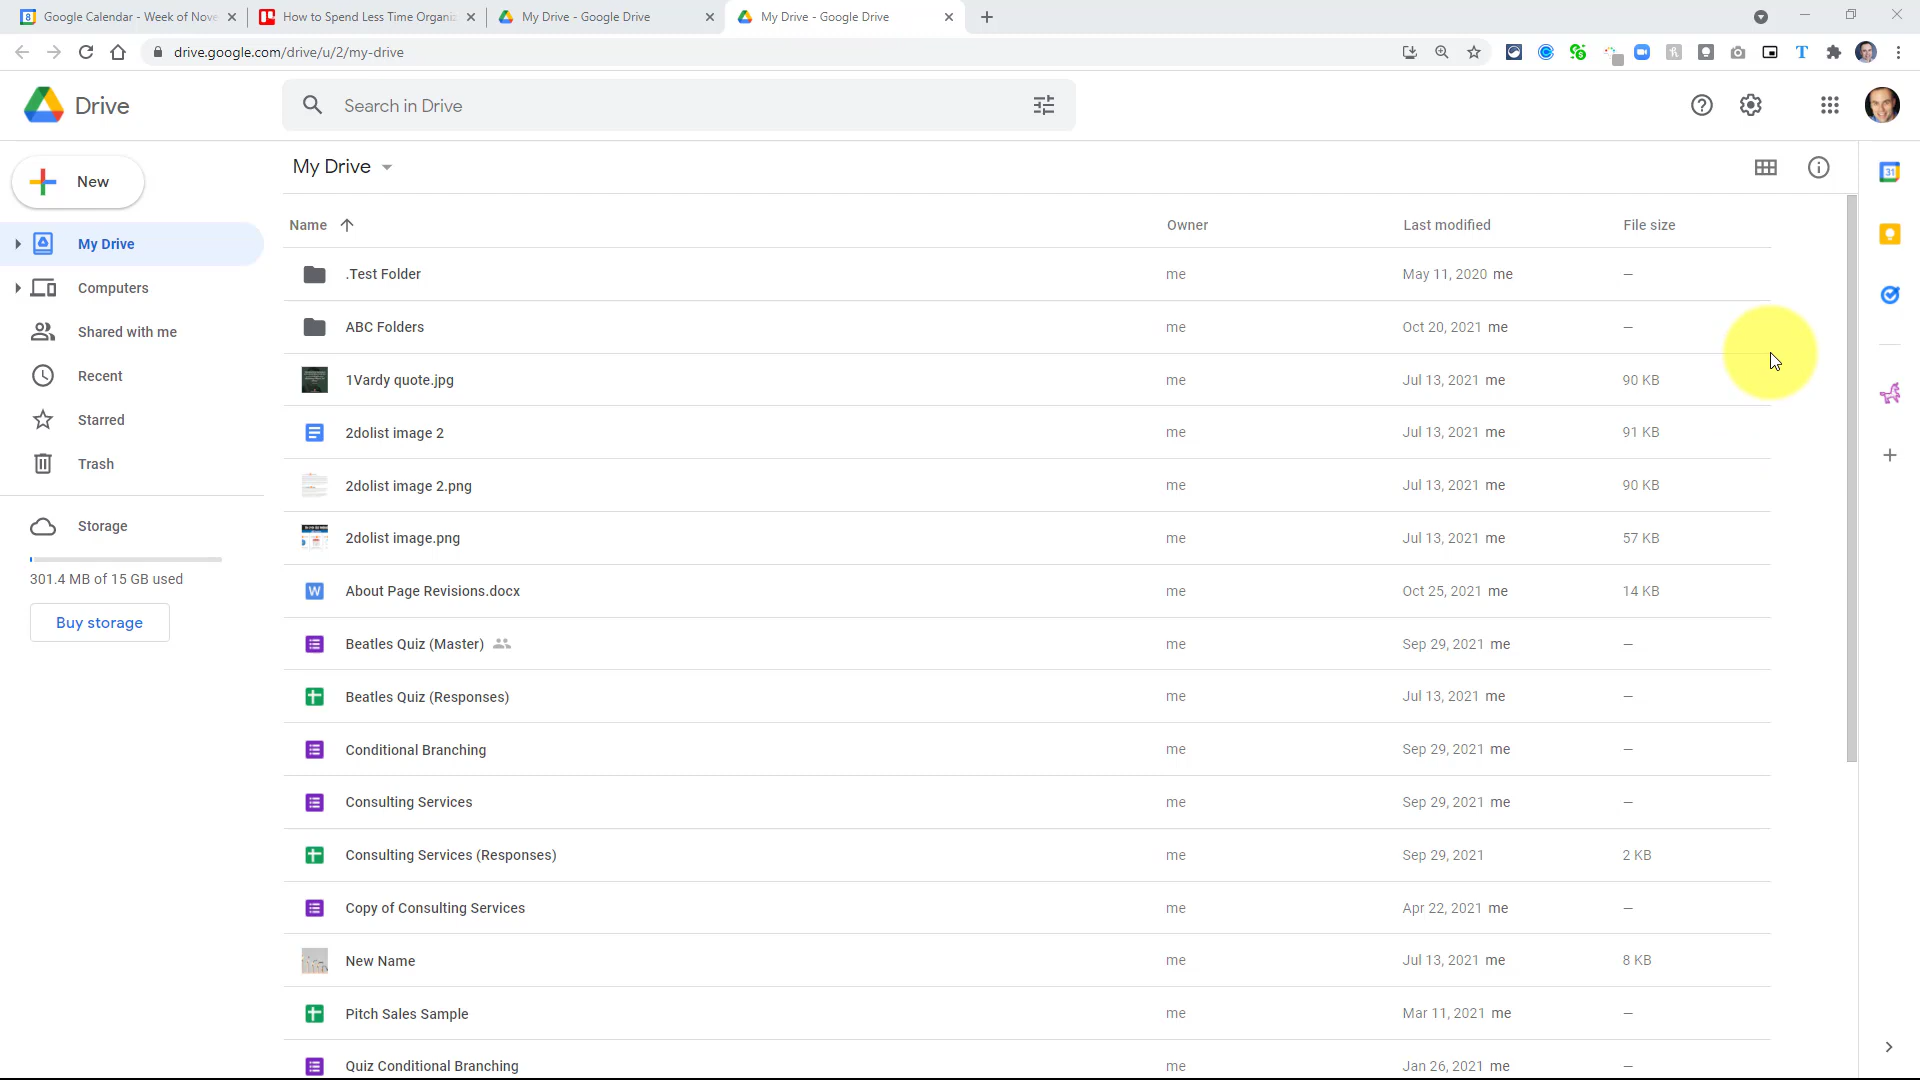 Google Calendar - Week of Nove
How to Spend Less Time Organiz
My Drive - Google Drive
My Drive - Google Drive
drive.google.com/drive/u/2/my-drive
Drive
Search in Drive
New
My Drive
Computers
Shared with me
Recent
Starred
Trash
Storage
301.4 MB of 15 GB used
Buy storage
My Drive
Name Owner Last modified File size
.Test Folder me May 11, 2020 me —
ABC Folders me Oct 20, 2021 me —
1Vardy quote.jpg me Jul 13, 2021 me 90 KB
2dolist image 2 me Jul 13, 2021 me 91 KB
2dolist image 2.png me Jul 13, 2021 me 90 KB
2dolist image.png me Jul 13, 2021 me 57 KB
About Page Revisions.docx me Oct 25, 2021 me 14 KB
Beatles Quiz (Master) me Sep 29, 2021 me —
Beatles Quiz (Responses) me Jul 13, 2021 me —
Conditional Branching me Sep 29, 2021 me —
Consulting Services me Sep 29, 2021 me —
Consulting Services (Responses) me Sep 29, 2021 2 KB
Copy of Consulting Services me Apr 22, 2021 me —
New Name me Jul 13, 2021 me 8 KB
Pitch Sales Sample me Mar 11, 2021 me —
Quiz Conditional Branching me Jan 26, 2021 me —